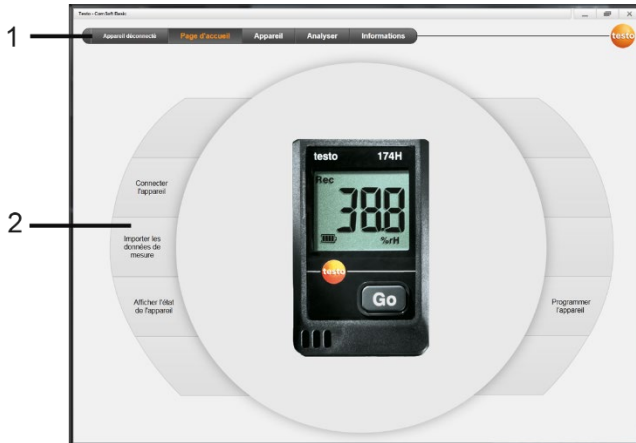 Testo - ComSoft Basic
1
Appareil déconnecté Page d'accueil Appareil Analyser Informations
testo
testo 174H
Rec
38.8
%rH
testo
Go
Connecter
l'appareil
2
Importer les
données de
mesure
Afficher l'état
de l'appareil
Programmer
l'appareil